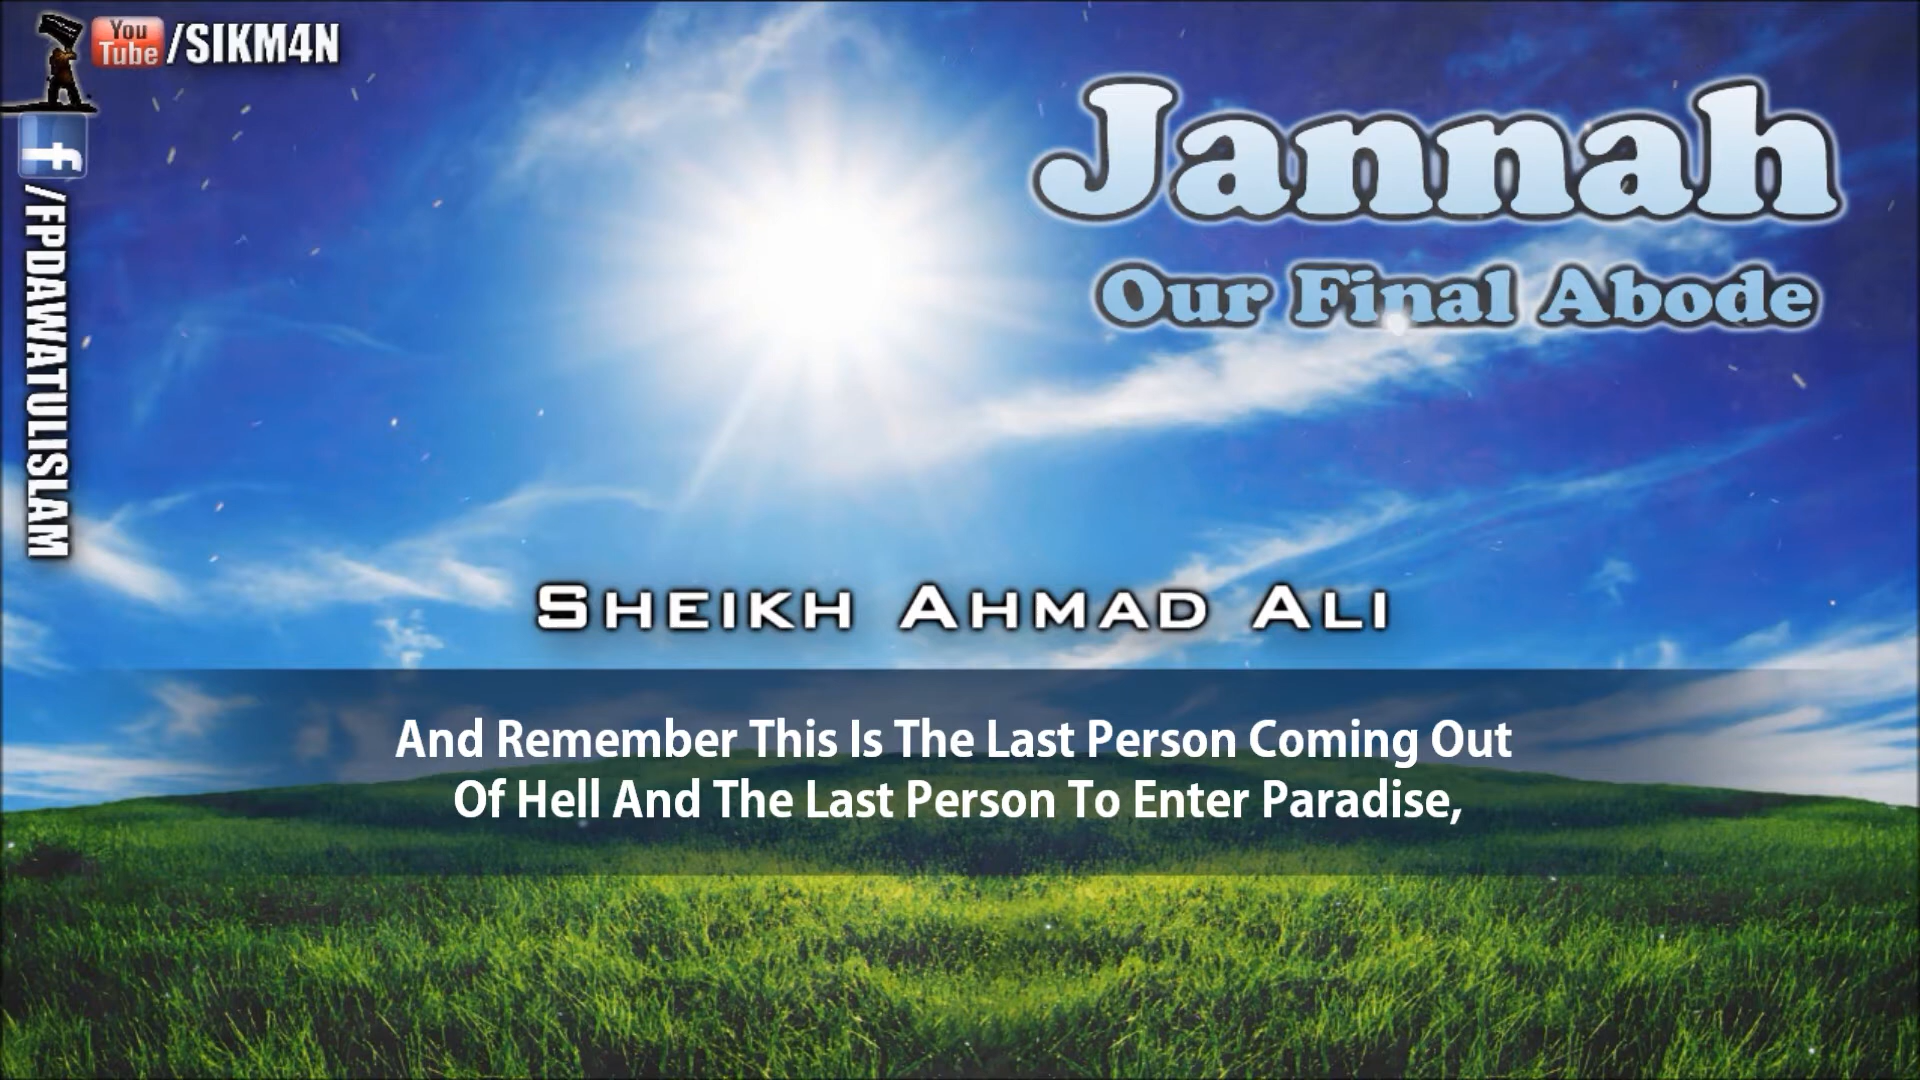 You Tube /SIKM4N
f /FPDAWATULISLAM
Jannah
Our Final Abode
SHEIKH AHMAD ALI
And Remember This Is The Last Person Coming Out
Of Hell And The Last Person To Enter Paradise,